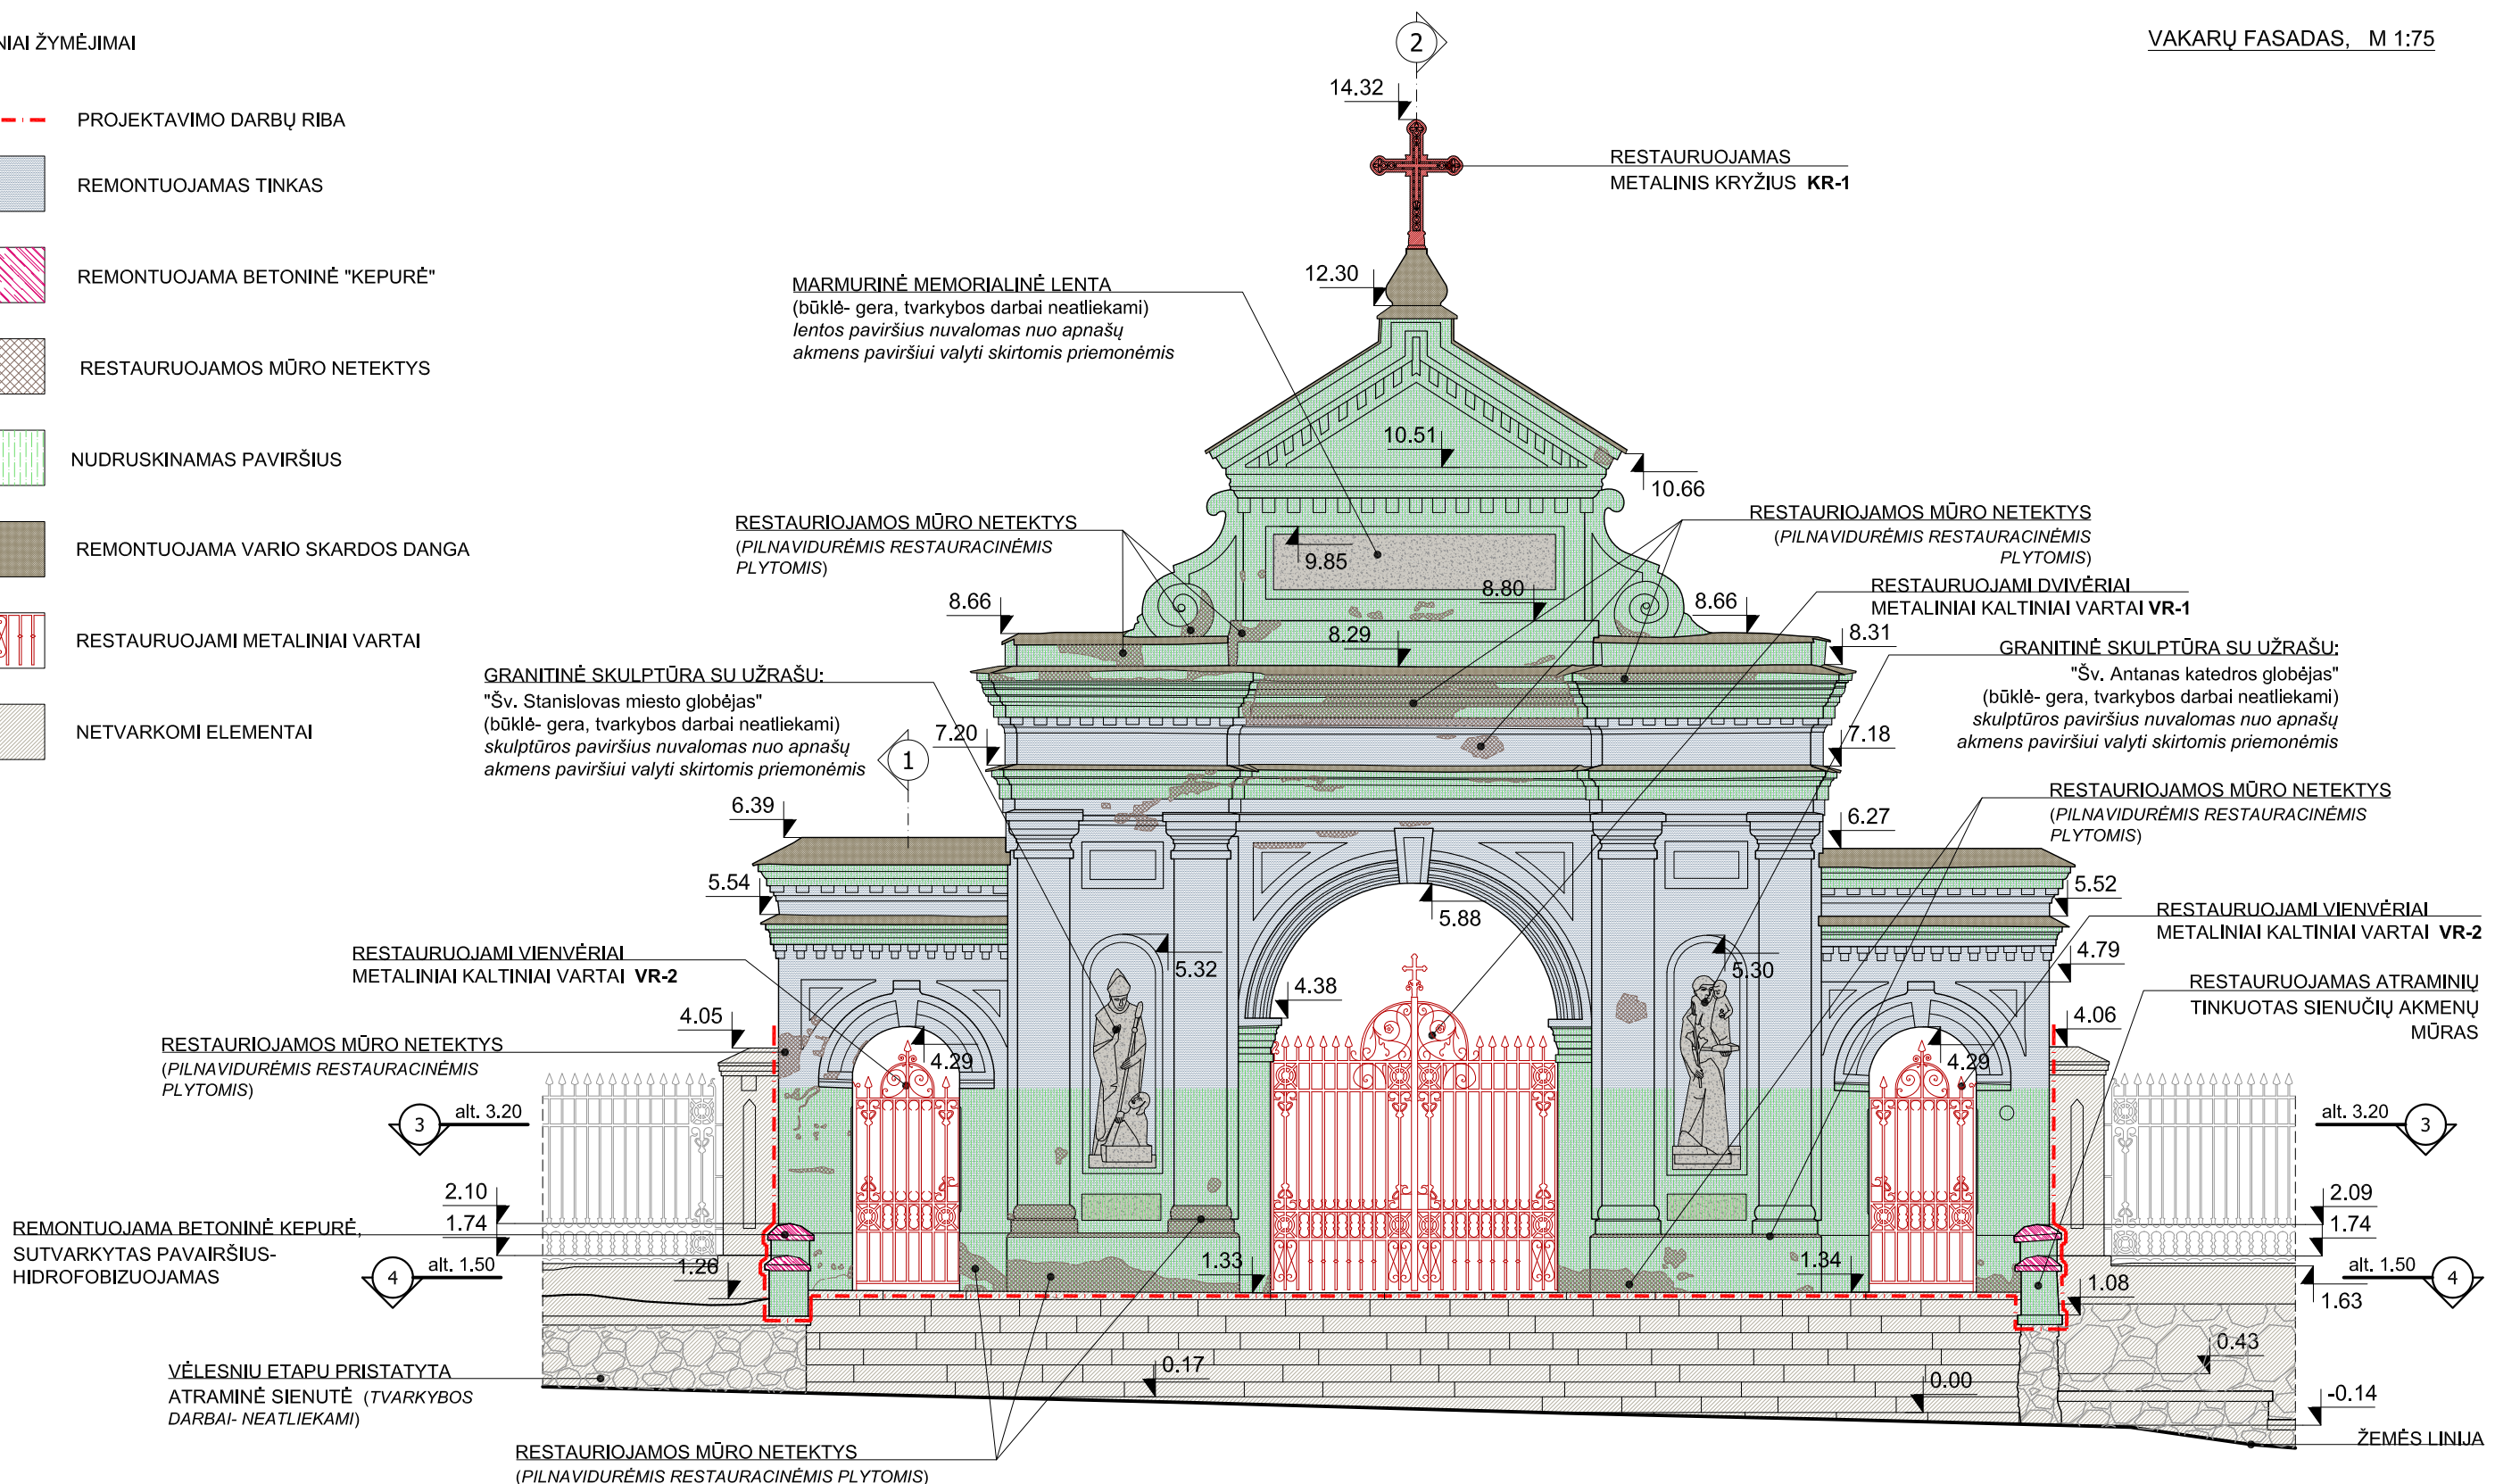 NIAI ŽYMĖJIMAI
VAKARŲ FASADAS, M 1:75
PROJEKTAVIMO DARBŲ RIBA
REMONTUOJAMAS TINKAS
REMONTUOJAMA BETONINĖ "KEPURĖ"
RESTAURUOJAMOS MŪRO NETEKTYS
NUDRUSKINAMAS PAVIRŠIUS
REMONTUOJAMA VARIO SKARDOS DANGA
RESTAURUOJAMI METALINIAI VARTAI
NETVARKOMI ELEMENTAI
2
14.32
RESTAURUOJAMAS
METALINIS KRYŽIUS KR-1
12.30
MARMURINĖ MEMORIALINĖ LENTA
(būklė- gera, tvarkybos darbai neatliekami)
lentos paviršius nuvalomas nuo apnašų
akmens paviršiui valyti skirtomis priemonėmis
10.51
10.66
RESTAURIOJAMOS MŪRO NETEKTYS
(PILNAVIDURĖMIS RESTAURACINĖMIS
PLYTOMIS)
RESTAURIOJAMOS MŪRO NETEKTYS
(PILNAVIDURĖMIS RESTAURACINĖMIS
PLYTOMIS)
9.85
8.80
8.66
8.66
8.29
8.31
RESTAURUOJAMI DVIVĖRIAI
METALINIAI KALTINIAI VARTAI VR-1
GRANITINĖ SKULPTŪRA SU UŽRAŠU:
"Šv. Antanas katedros globėjas"
(būklė- gera, tvarkybos darbai neatliekami)
skulptūros paviršius nuvalomas nuo apnašų
akmens paviršiui valyti skirtomis priemonėmis
GRANITINĖ SKULPTŪRA SU UŽRAŠU:
"Šv. Stanislovas miesto globėjas"
(būklė- gera, tvarkybos darbai neatliekami)
skulptūros paviršius nuvalomas nuo apnašų
akmens paviršiui valyti skirtomis priemonėmis
7.20
7.18
1
RESTAURIOJAMOS MŪRO NETEKTYS
(PILNAVIDURĖMIS RESTAURACINĖMIS
PLYTOMIS)
6.39
6.27
5.54
5.52
5.88
RESTAURUOJAMI VIENVĖRIAI
METALINIAI KALTINIAI VARTAI VR-2
RESTAURUOJAMI VIENVĖRIAI
METALINIAI KALTINIAI VARTAI VR-2
5.32
5.30
4.79
4.38
RESTAURUOJAMAS ATRAMINIŲ
TINKUOTAS SIENUČIŲ AKMENŲ
MŪRAS
4.05
4.06
RESTAURIOJAMOS MŪRO NETEKTYS
(PILNAVIDURĖMIS RESTAURACINĖMIS
PLYTOMIS)
4.29
4.29
3
alt. 3.20
alt. 3.20
3
2.10
1.74
2.09
1.74
REMONTUOJAMA BETONINĖ KEPURĖ,
SUTVARKYTAS PAVAIRŠIUS-
HIDROFOBIZUOJAMAS
4
alt. 1.50
alt. 1.50
4
1.26
1.33
1.34
1.08
1.63
0.43
0.17
0.00
-0.14
VĖLESNIU ETAPU PRISTATYTA
ATRAMINĖ SIENUTĖ (TVARKYBOS
DARBAI- NEATLIEKAMI)
ŽEMĖS LINIJA
RESTAURIOJAMOS MŪRO NETEKTYS
(PILNAVIDURĖMIS RESTAURACINĖMIS PLYTOMIS)